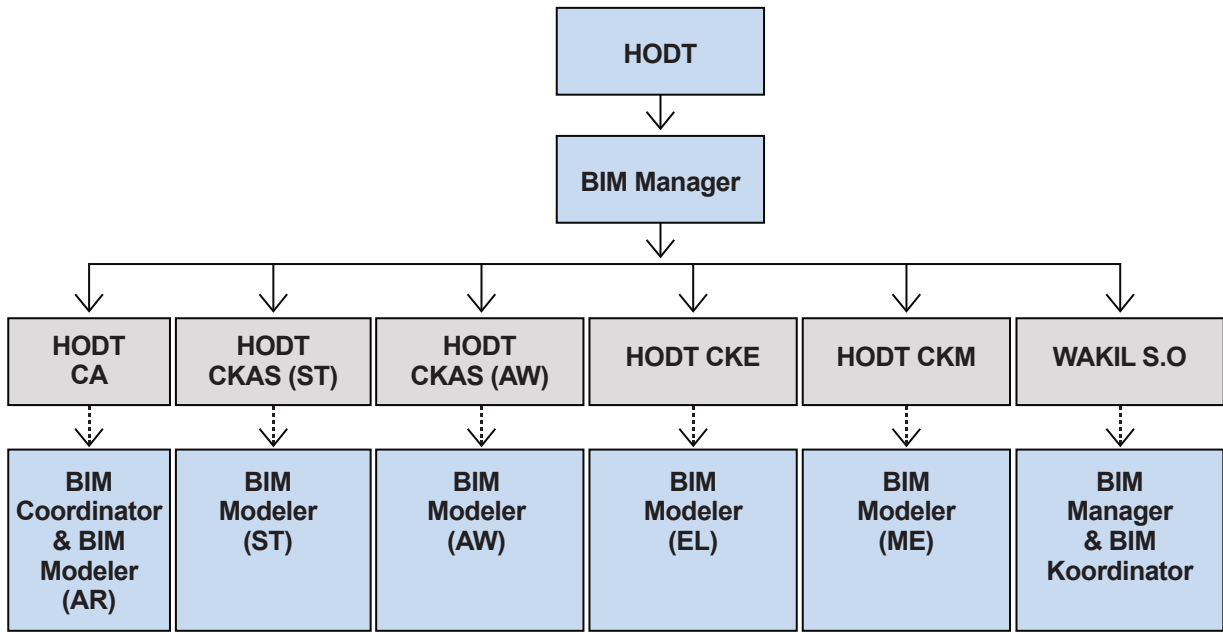 HODT
BIM Manager
HODT
CA
HODT
CKAS (ST)
HODT
CKAS (AW)
HODT CKE
HODT CKM
WAKIL S.O
BIM
Coordinator
& BIM
Modeler
(AR)
BIM
Modeler
(ST)
BIM
Modeler
(AW)
BIM
Modeler
(EL)
BIM
Modeler
(ME)
BIM
Manager
& BIM
Koordinator